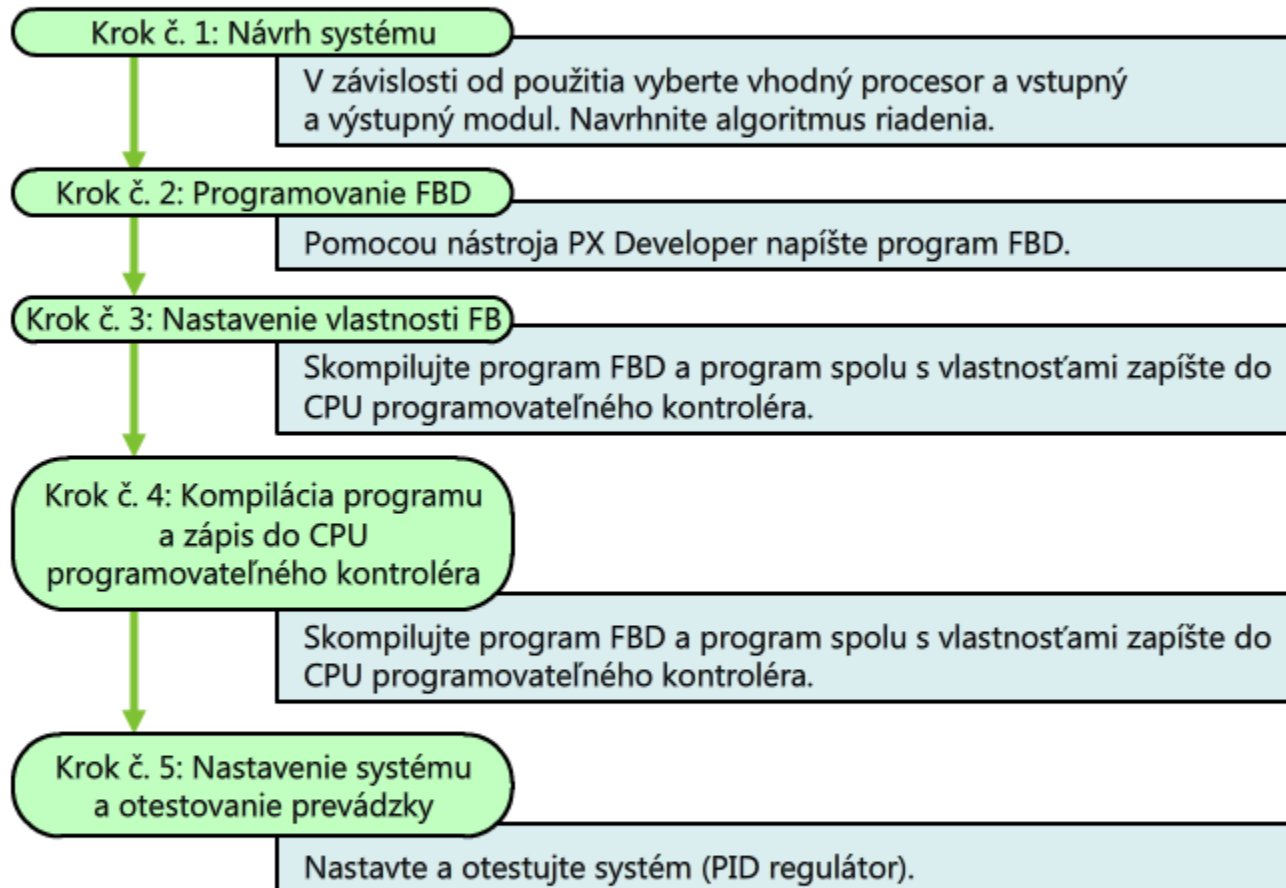 Krok č. 1: Návrh systému
V závislosti od použitia vyberte vhodný procesor a vstupný
a výstupný modul. Navrhnite algoritmus riadenia.
Krok č. 2: Programovanie FBD
Pomocou nástroja PX Developer napíšte program FBD.
Krok č. 3: Nastavenie vlastnosti FB
Skompilujte program FBD a program spolu s vlastnosťami zapíšte do
CPU programovateľného kontroléra.
Krok č. 4: Kompilácia programu
a zápis do CPU
programovateľného kontroléra
Skompilujte program FBD a program spolu s vlastnosťami zapíšte do
CPU programovateľného kontroléra.
Krok č. 5: Nastavenie systému
a otestovanie prevádzky
Nastavte a otestujte systém (PID regulátor).